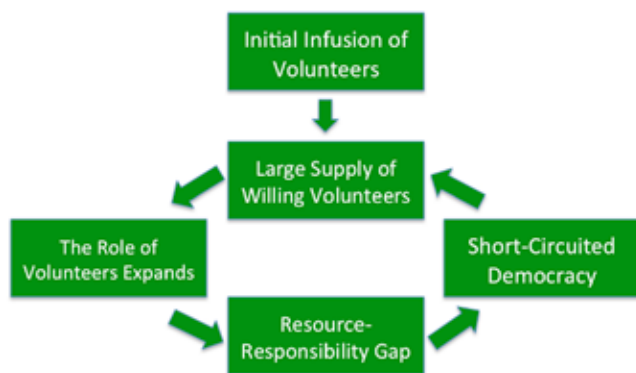 Initial Infusion of
Volunteers
Large Supply of
Willing Volunteers
The Role of
Volunteers Expands
Short-Circuited
Democracy
Resource-
Responsibility Gap